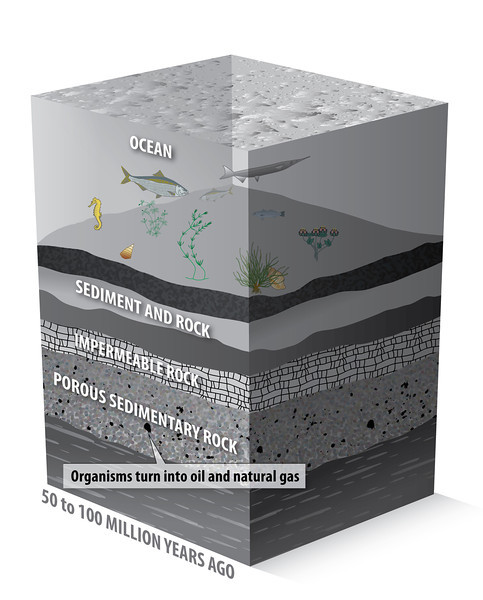 OCEAN
SEDIMENT AND ROCK
IMPERMEABLE ROCK
POROUS SEDIMENTARY ROCK
Organisms turn into oil and natural gas
50 to 100 MILLION YEARS AGO